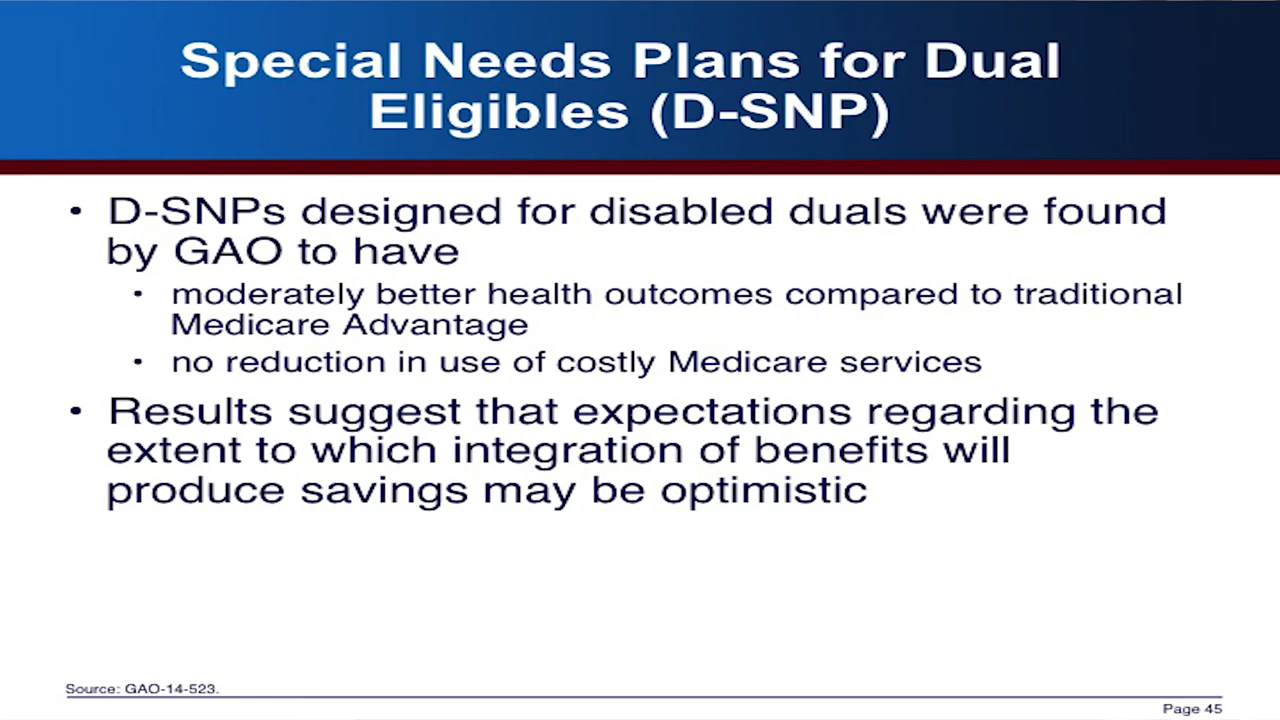 Special Needs Plans for Dual
Eligibles (D-SNP)
• D-SNPs designed for disabled duals were found
by GAO to have
• moderately better health outcomes compared to traditional
Medicare Advantage
• no reduction in use of costly Medicare services
• Results suggest that expectations regarding the
extent to which integration of benefits will
produce savings may be optimistic
Source: GAO-14-523.
Page 45